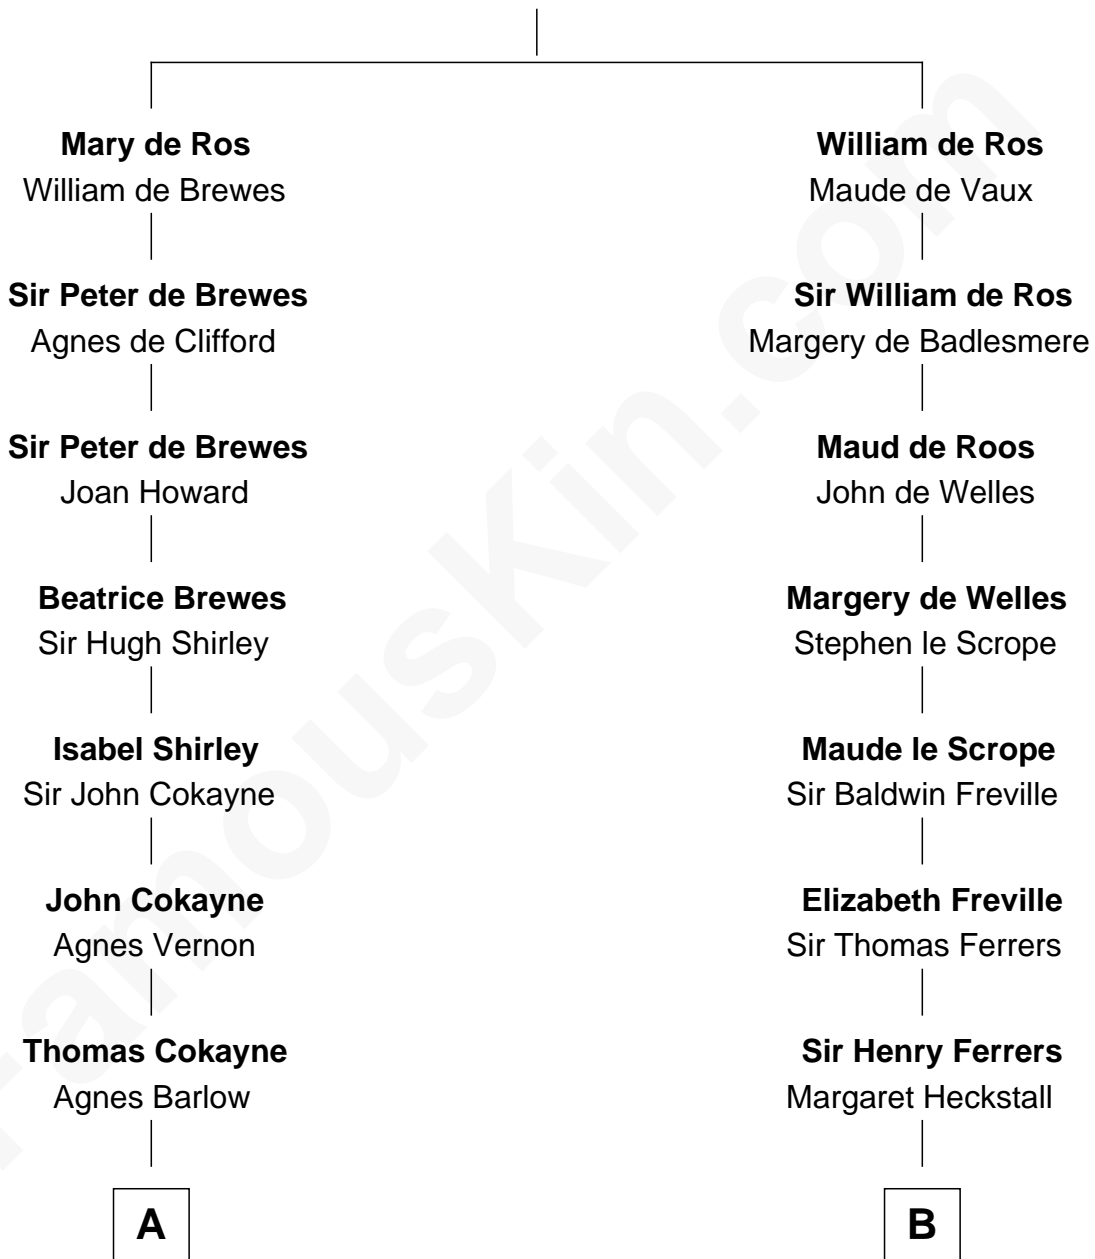 Mary de Ros
William de Brewes
Sir Peter de Brewes
Agnes de Clifford
Sir Peter de Brewes
Joan Howard
Beatrice Brewes
Sir Hugh Shirley
Isabel Shirley
Sir John Cokayne
John Cokayne
Agnes Vernon
Thomas Cokayne
Agnes Barlow
A
William de Ros
Maude de Vaux
Sir William de Ros
Margery de Badlesmere
Maud de Roos
John de Welles
Margery de Welles
Stephen le Scrope
Maude le Scrope
Sir Baldwin Freville
Elizabeth Freville
Sir Thomas Ferrers
Sir Henry Ferrers
Margaret Heckstall
B
FamousKin.com